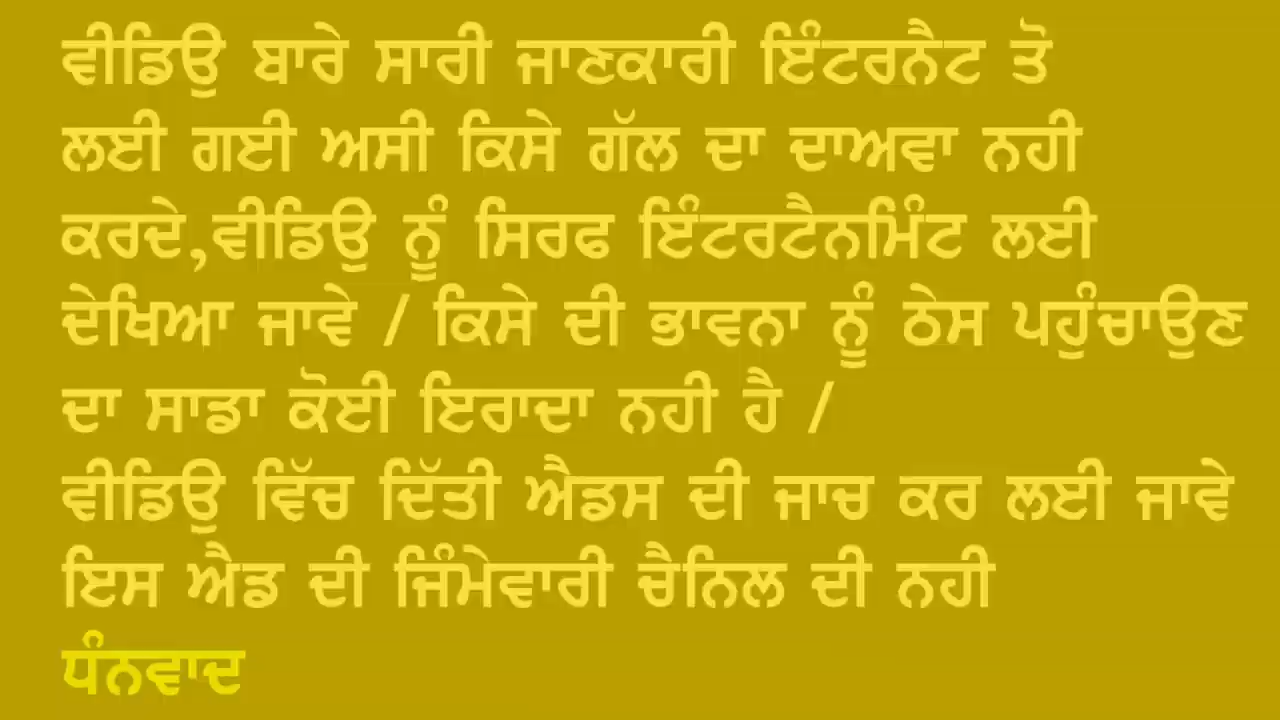 ਵੀਡਿਉ ਬਾਰੇ ਸਾਰੀ ਜਾਣਕਾਰੀ ਇੰਟਰਨੈਟ ਤੋ
ਲਈ ਗਈ ਅਸੀ ਕਿਸੇ ਗੱਲ ਦਾ ਦਾਅਵਾ ਨਹੀ
ਕਰਦੇ,ਵੀਡਿਉ ਨੂੰ ਸਿਰਫ ਇੰਟਰਟੈਨਮਿੰਟ ਲਈ
ਦੇਖਿਆ ਜਾਵੇ / ਕਿਸੇ ਦੀ ਭਾਵਨਾ ਨੂੰ ਠੇਸ ਪਹੁੰਚਾਉਣ
ਦਾ ਸਾਡਾ ਕੋਈ ਇਰਾਦਾ ਨਹੀ ਹੈ /
ਵੀਡਿਉ ਵਿੱਚ ਦਿੱਤੀ ਐਡਸ ਦੀ ਜਾਚ ਕਰ ਲਈ ਜਾਵੇ
ਇਸ ਐਡ ਦੀ ਜਿੰਮੇਵਾਰੀ ਚੈਨਿਲ ਦੀ ਨਹੀ
ਧੰਨਵਾਦ